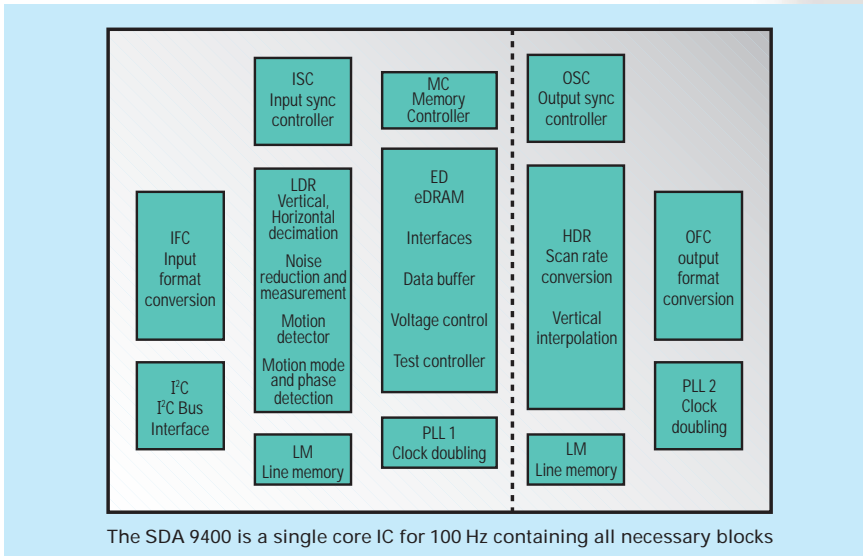 ISC
Input sync
controller
MC
Memory
Controller
OSC
Output sync
controller
IFC
Input
format
conversion
LDR
Vertical,
Horizontal
decimation
Noise
reduction and
measurement
Motion
detector
Motion mode
and phase
detection
ED
eDRAM
Interfaces
Data buffer
Voltage control
Test controller
HDR
Scan rate
conversion
Vertical
interpolation
OFC
output
format
conversion
I²C
I²C Bus
Interface
LM
Line memory
PLL 1
Clock doubling
LM
Line memory
PLL 2
Clock
doubling
The SDA 9400 is a single core IC for 100 Hz containing all necessary blocks